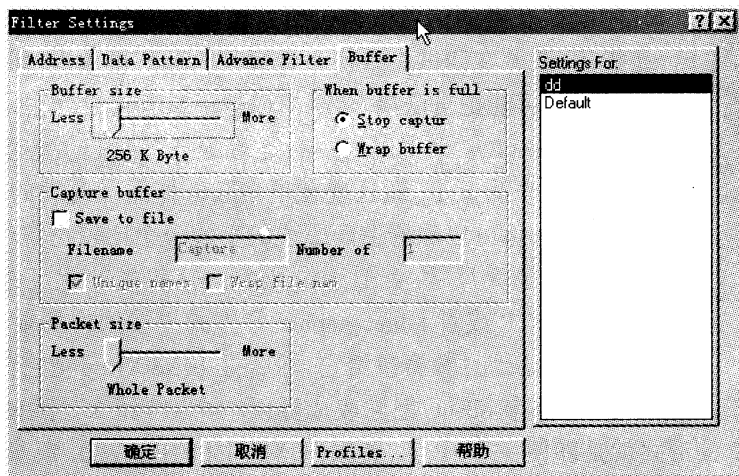 Filter Settings
Address Data Pattern Advance Filter Buffer
Buffer size
Less More
256 K Byte
When buffer is full
Stop captur
Wrap buffer
Capture buffer
Save to file
Filename Capture Number of 1
Unique names Wrap file nam
Packet size
Less More
Whole Packet
Settings For:
dd
Default
确定 取消 Profiles... 帮助